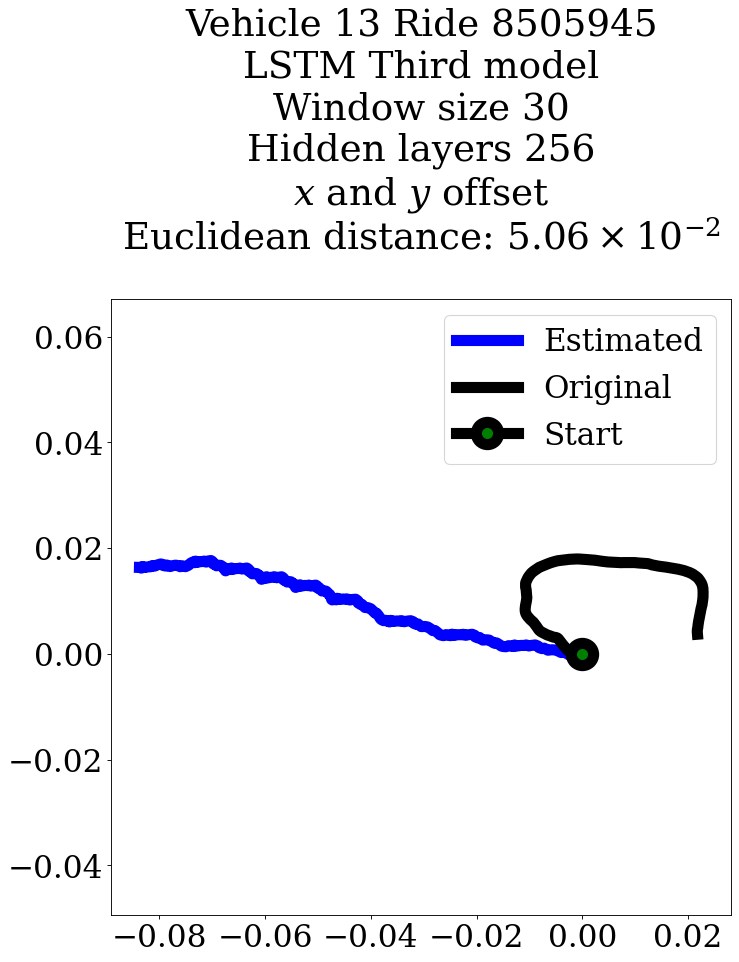 Vehicle 13 Ride 8505945
LSTM Third model
Window size 30
Hidden layers 256
x and y offset
Euclidean distance: 5.06 × 10⁻²
Estimated
Original
Start
0.06
0.04
0.02
0.00
−0.02
−0.04
−0.08 −0.06 −0.04 −0.02 0.00 0.02